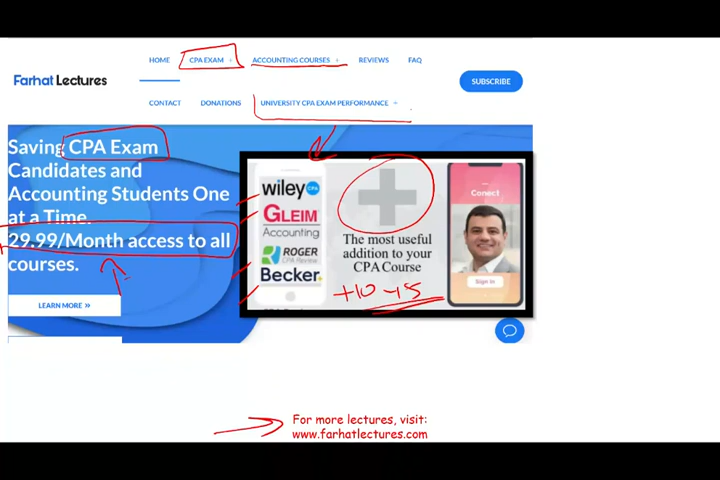 HOME
CPA EXAM
ACCOUNTING COURSES
REVIEWS
FAQ
Farhat Lectures
SUBSCRIBE
CONTACT
DONATIONS
UNIVERSITY CPA EXAM PERFORMANCE
Saving CPA Exam
Candidates and
Accounting Students One
at a Time.
29.99/Month access to all
courses.
LEARN MORE »
wiley CPA
GLEIM
Accounting
ROGER
CPA Review
Becker.
The most useful
addition to your
CPA Course
+10 -15
Conect
Sign in
For more lectures, visit:
www.farhatlectures.com